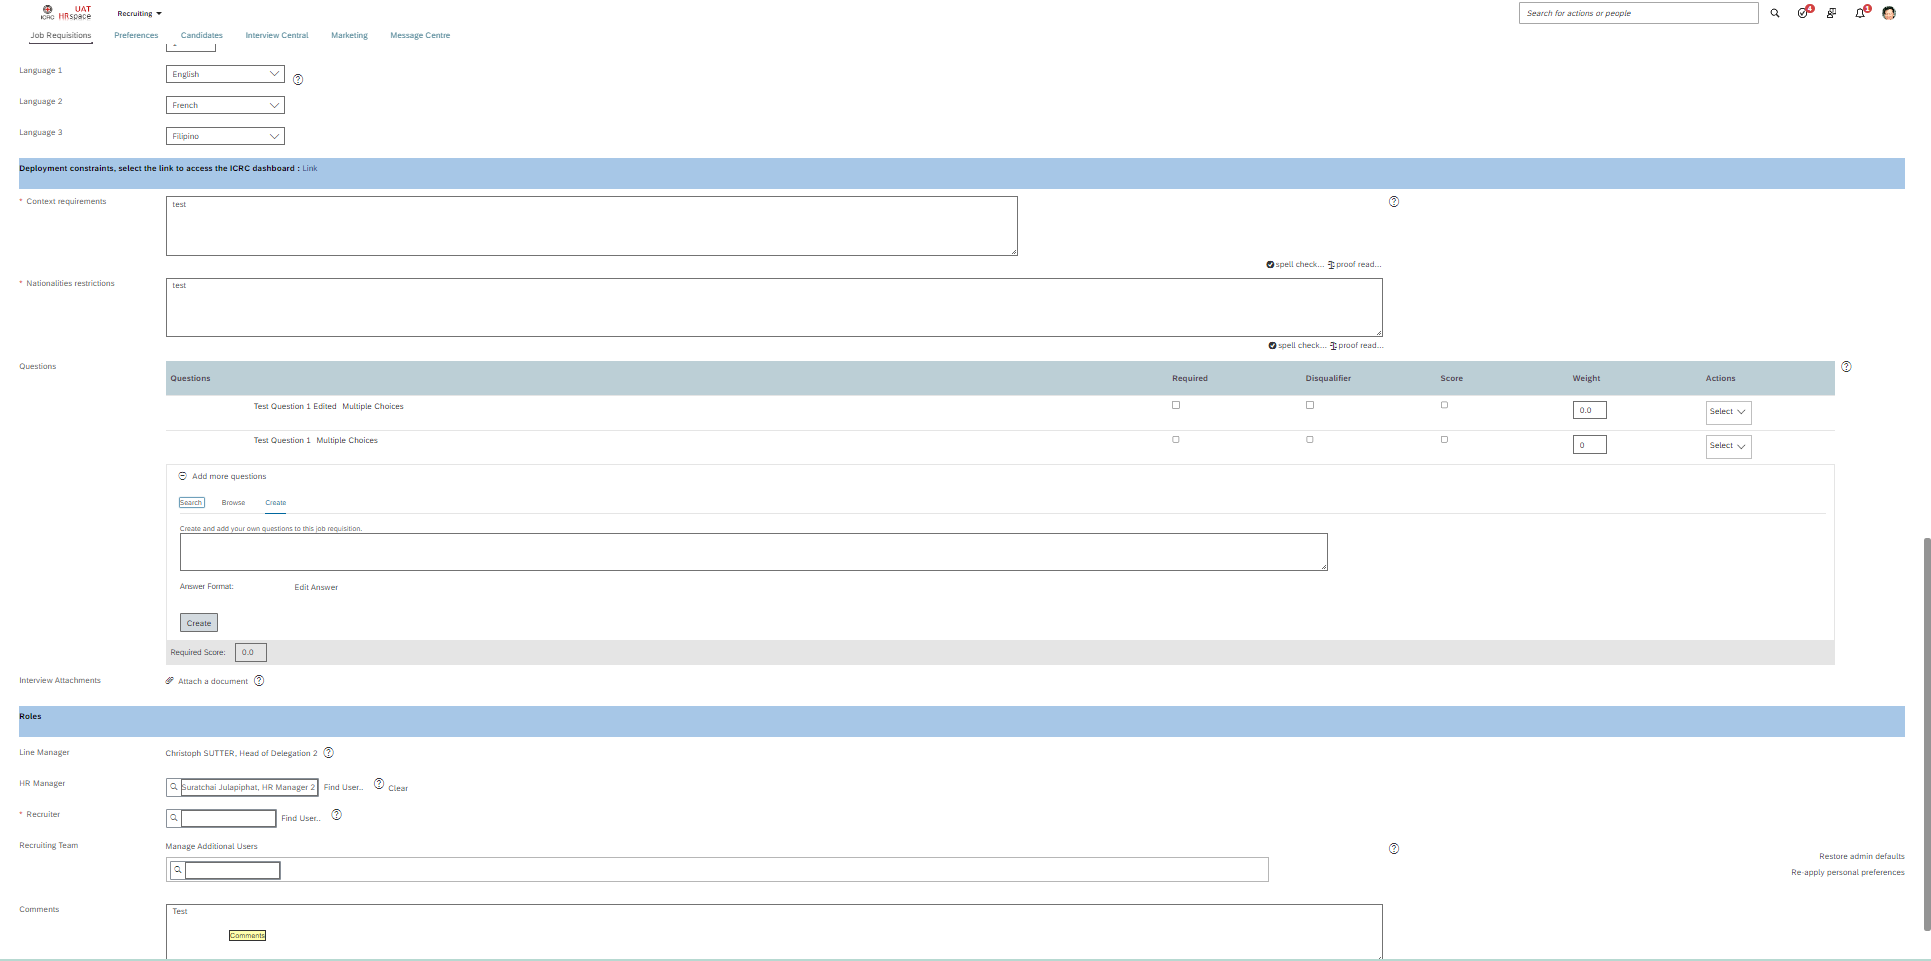 UAT
ICRC HRspace
Recruiting
Search for actions or people
4
1
Job Requisitions
Preferences
Candidates
Interview Central
Marketing
Message Centre
Language 1
English
Language 2
French
Language 3
Filipino
Deployment constraints, select the link to access the ICRC dashboard : Link
* Context requirements
test
spell check... proof read...
* Nationalities restrictions
test
spell check... proof read...
Questions
Questions Required Disqualifier Score Weight Actions
Test Question 1 Edited Multiple Choices 0.0 Select
Test Question 1 Multiple Choices 0 Select
Add more questions
Search Browse Create
Create and add your own questions to this job requisition.
Answer Format: Edit Answer
Create
Required Score: 0.0
Interview Attachments Attach a document
Roles
Line Manager Christoph SUTTER, Head of Delegation 2
HR Manager Suratchai Julapiphat, HR Manager 2 Find User.. Clear
* Recruiter Find User..
Recruiting Team Manage Additional Users
Restore admin defaults
Re-apply personal preferences
Comments Test
Comments